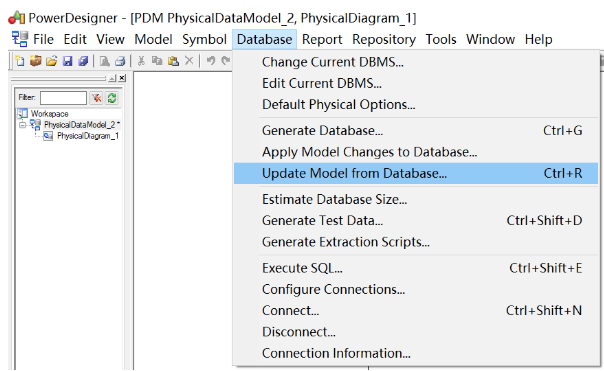 PowerDesigner - [PDM PhysicalDataModel_2, PhysicalDiagram_1]
File Edit View Model Symbol Database Report Repository Tools Window Help
Change Current DBMS...
Edit Current DBMS...
Default Physical Options...
Filter:
Workspace
PhysicalDataModel_2 *
PhysicalDiagram_1
Generate Database... Ctrl+G
Apply Model Changes to Database...
Update Model from Database... Ctrl+R
Estimate Database Size...
Generate Test Data... Ctrl+Shift+D
Generate Extraction Scripts...
Execute SQL... Ctrl+Shift+E
Configure Connections...
Connect... Ctrl+Shift+N
Disconnect...
Connection Information...